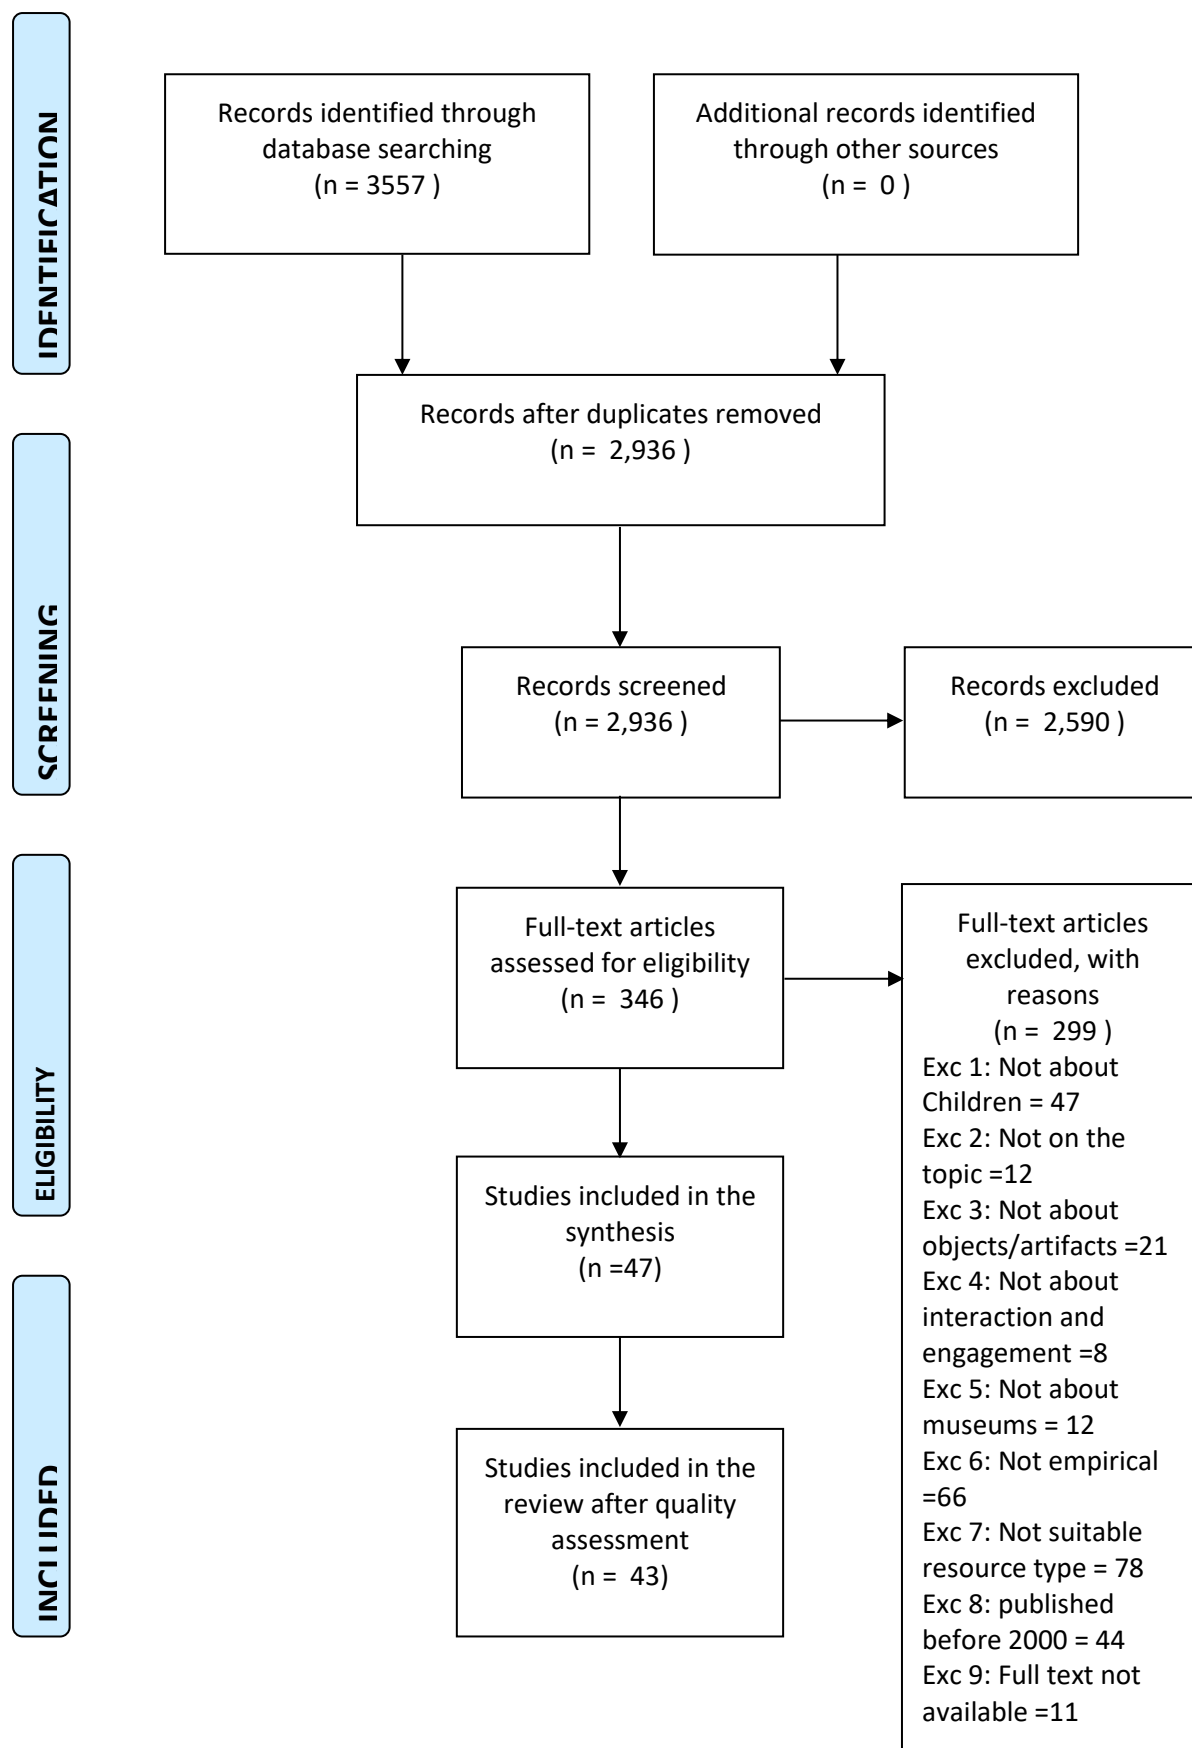 IDENTIFICATION
Records identified through
database searching
(n = 3557 )
Additional records identified
through other sources
(n =  0 )
Records after duplicates removed
(n =  2,936 )
SCREENING
Records screened
(n = 2,936 )
Records excluded
(n =  2,590 )
ELIGIBILITY
Full-text articles
assessed for eligibility
(n =  346 )
Full-text articles
excluded, with
reasons
(n =  299 )
Exc 1: Not about
Children = 47
Exc 2: Not on the
topic =12
Exc 3: Not about
objects/artifacts =21
Exc 4: Not about
interaction and
engagement =8
Exc 5: Not about
museums = 12
Exc 6: Not empirical
=66
Exc 7: Not suitable
resource type = 78
Exc 8: published
before 2000 = 44
Exc 9: Full text not
available =11
Studies included in the
synthesis
(n =47)
INCLUDED
Studies included in the
review after quality
assessment
(n =  43)